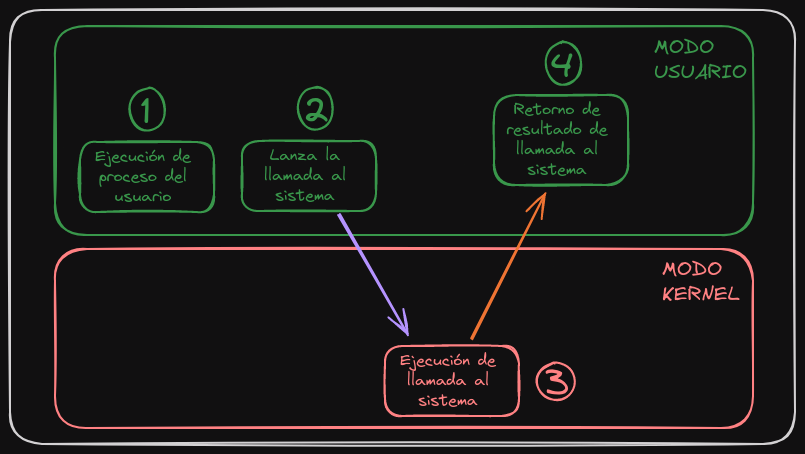 MODO
USUARIO
1
Ejecución de
proceso del
usuario
2
Lanza la
llamada al
sistema
4
Retorno de
resultado de
llamada al
sistema
MODO
KERNEL
Ejecución de
llamada al
sistema
3